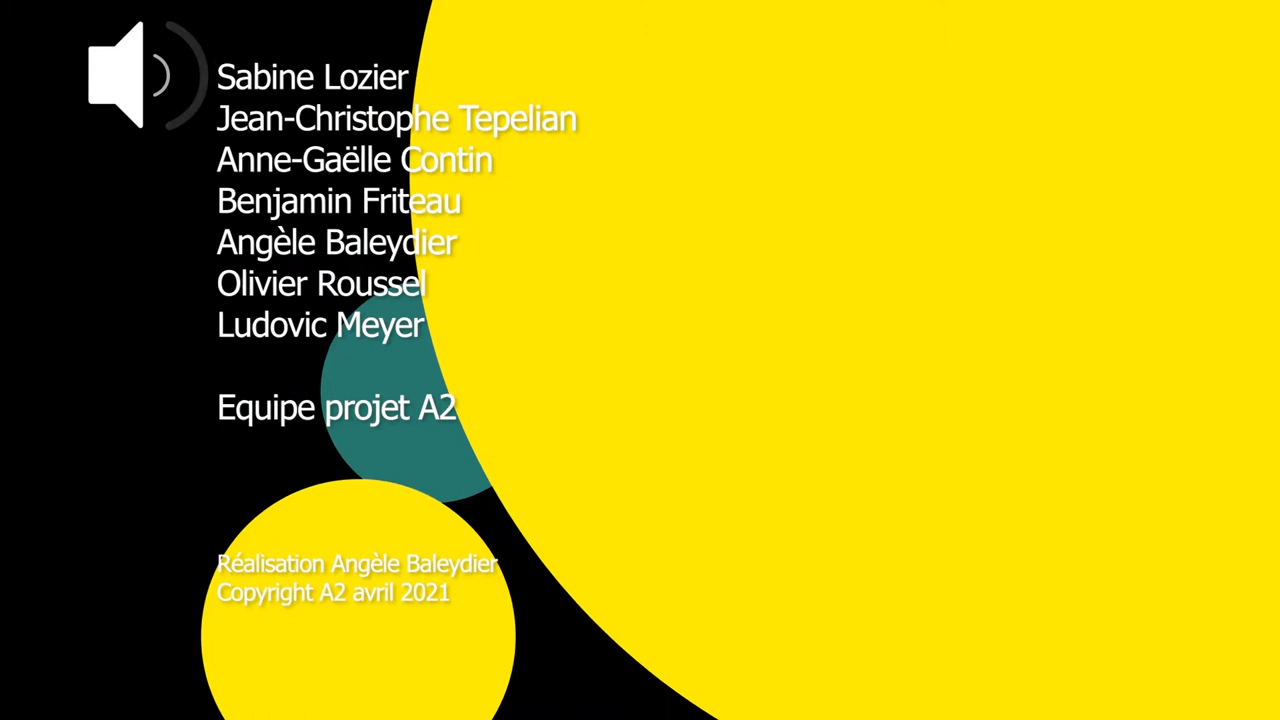 Sabine Lozier
Jean-Christophe Tepelian
Anne-Gaëlle Contin
Benjamin Friteau
Angèle Baleydier
Olivier Roussel
Ludovic Meyer
Equipe projet A2
Réalisation Angèle Baleydier
Copyright A2 avril 2021